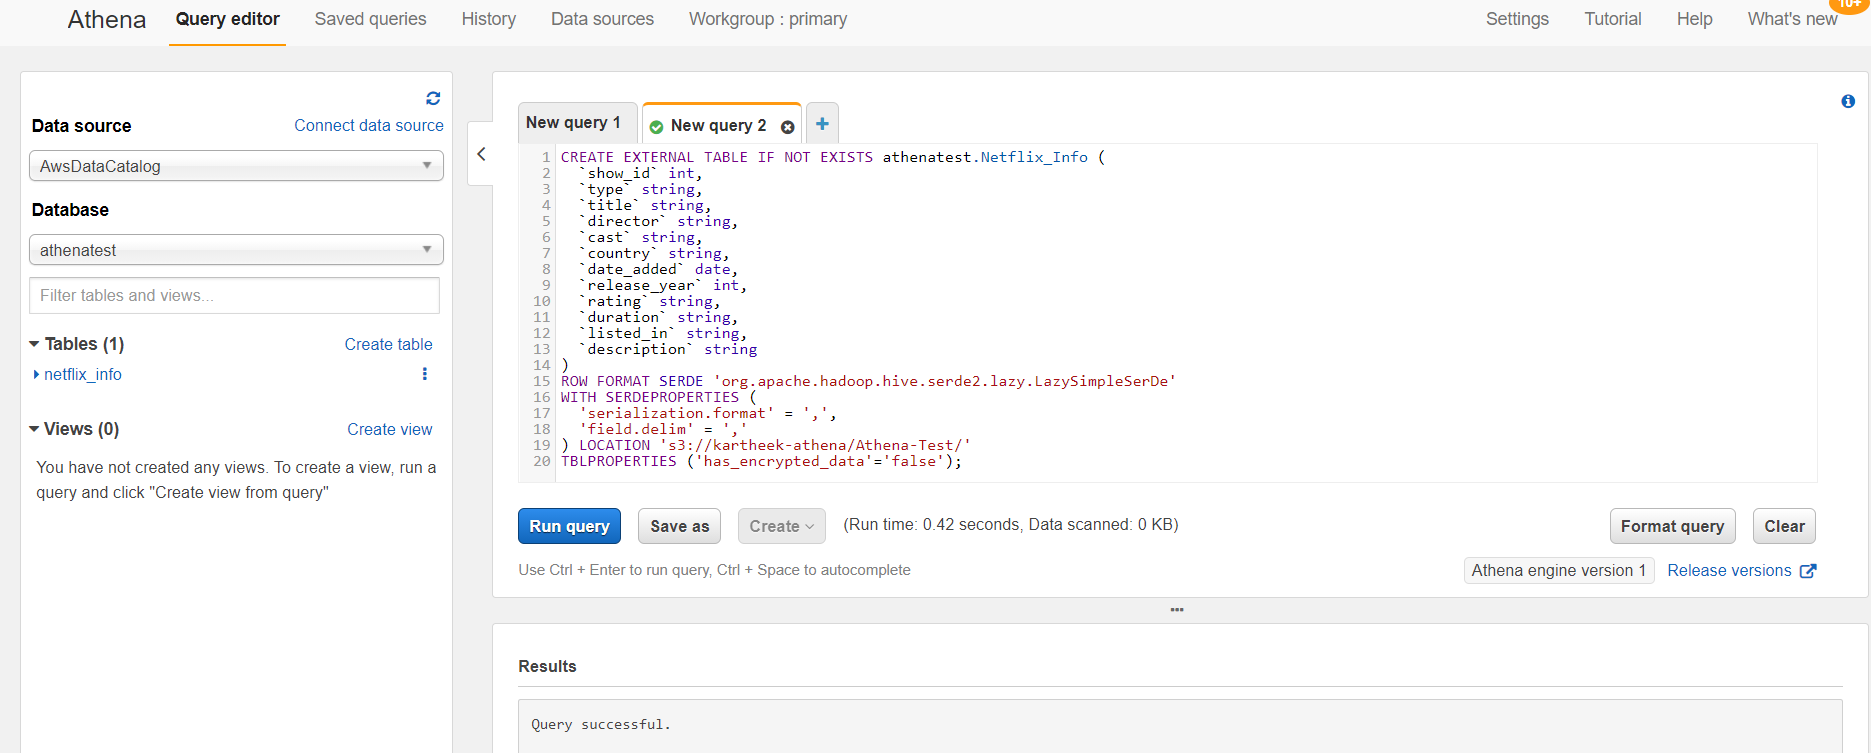 Athena Query editor Saved queries History Data sources Workgroup : primary Settings Tutorial Help What's new 10+
Data source Connect data source
AwsDataCatalog
Database
athenatest
Filter tables and views...
Tables (1) Create table
netflix_info
Views (0) Create view
You have not created any views. To create a view, run a
query and click "Create view from query"
New query 1 New query 2 +
1 CREATE EXTERNAL TABLE IF NOT EXISTS athenatest.Netflix_Info (
2 `show_id` int,
3 `type` string,
4 `title` string,
5 `director` string,
6 `cast` string,
7 `country` string,
8 `date_added` date,
9 `release_year` int,
10 `rating` string,
11 `duration` string,
12 `listed_in` string,
13 `description` string
14 )
15 ROW FORMAT SERDE 'org.apache.hadoop.hive.serde2.lazy.LazySimpleSerDe'
16 WITH SERDEPROPERTIES (
17 'serialization.format' = ',',
18 'field.delim' = ','
19 ) LOCATION 's3://kartheek-athena/Athena-Test/'
20 TBLPROPERTIES ('has_encrypted_data'='false');
Run query Save as Create (Run time: 0.42 seconds, Data scanned: 0 KB) Format query Clear
Use Ctrl + Enter to run query, Ctrl + Space to autocomplete Athena engine version 1 Release versions
Results
Query successful.